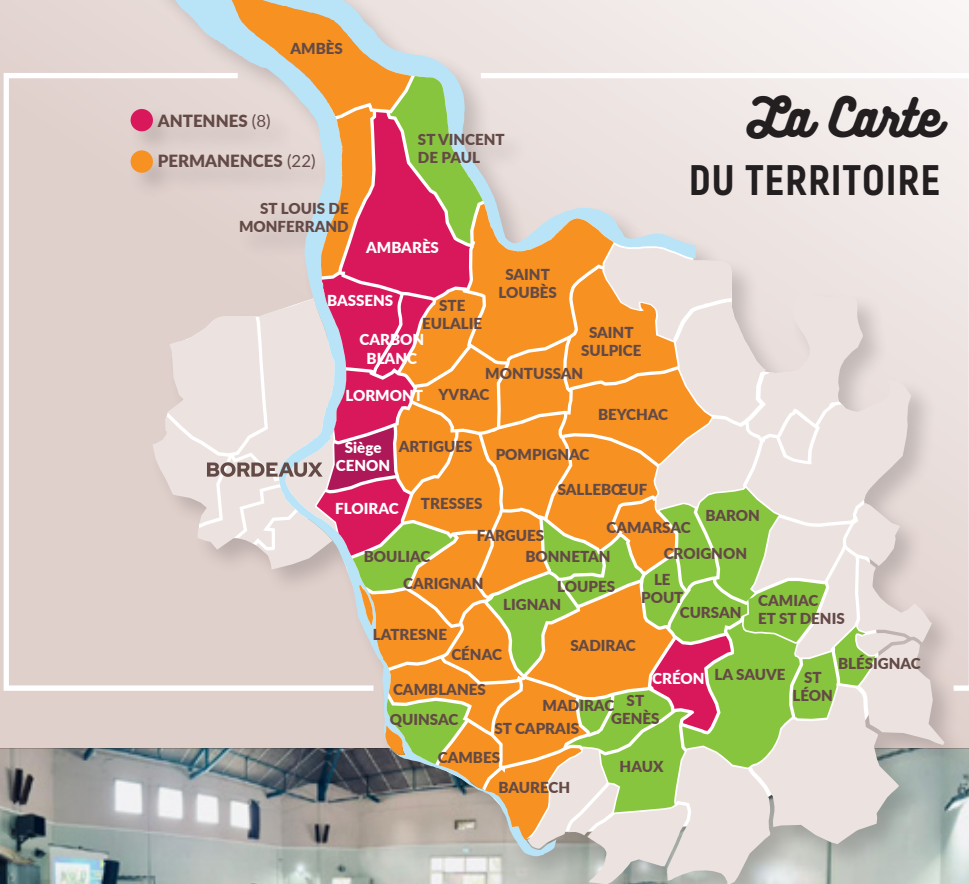 La Carte
DU TERRITOIRE
ANTENNES (8)
PERMANENCES (22)
AMBÈS
ST VINCENT
DE PAUL
ST LOUIS DE
MONFERRAND
AMBARÈS
SAINT
LOUBÈS
BASSENS
STE
EULALIE
CARBON
BLANC
SAINT
SULPICE
MONTUSSAN
LORMONT
YVRAC
BEYCHAC
ARTIGUES
POMPIGNAC
Siège
CENON
BORDEAUX
SALLEBŒUF
TRESSES
FLOIRAC
BARON
CAMARSAC
FARGUES
BOULIAC
BONNETAN
CROIGNON
CARIGNAN
LOUPES
LE
POUT
LIGNAN
CURSAN
CAMIAC
ET ST DENIS
LATRESNE
CÉNAC
SADIRAC
BLÉSIGNAC
CRÉON
LA SAUVE
ST
LÉON
CAMBLANES
MADIRAC
ST
GENÈS
QUINSAC
ST CAPRAIS
CAMBES
HAUX
BAURECH